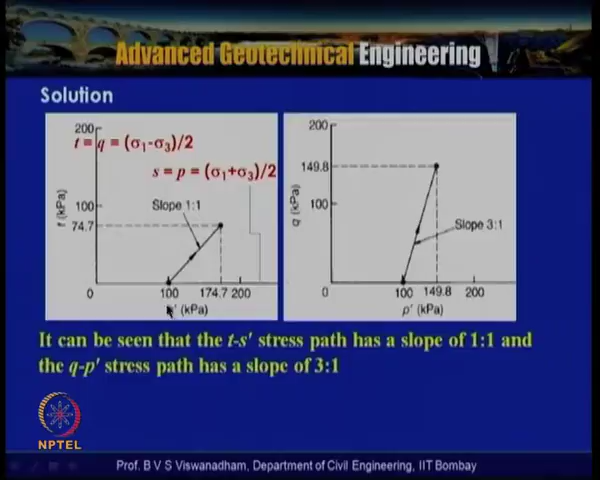 Advanced Geotechnical Engineering
Solution
200
t = q = (σ1-σ3)/2
s = p = (σ1+σ3)/2
Slope 1:1
t (kPa)
100
74.7
0
100
174.7
200
(kPa)
200
149.8
q (kPa)
100
Slope 3:1
0
100
149.8
200
p' (kPa)
It can be seen that the t-s' stress path has a slope of 1:1 and
the q-p' stress path has a slope of 3:1
NPTEL
Prof. B V S Viswanadham, Department of Civil Engineering, IIT Bombay